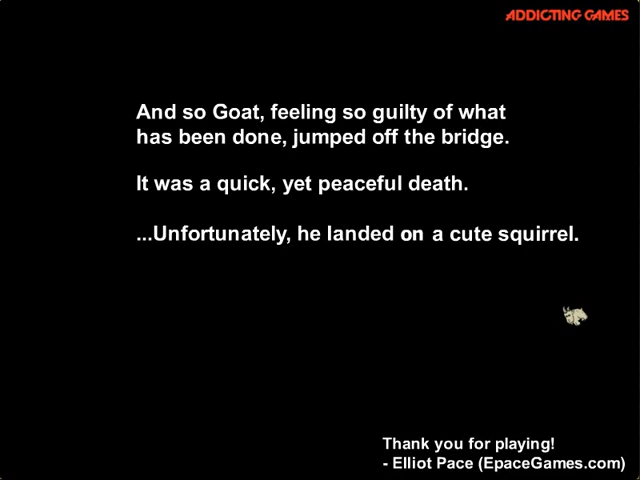 ADDICTING GAMES
And so Goat, feeling so guilty of what
has been done, jumped off the bridge.
It was a quick, yet peaceful death.
...Unfortunately, he landed on a cute squirrel.
Thank you for playing!
- Elliot Pace (EpaceGames.com)